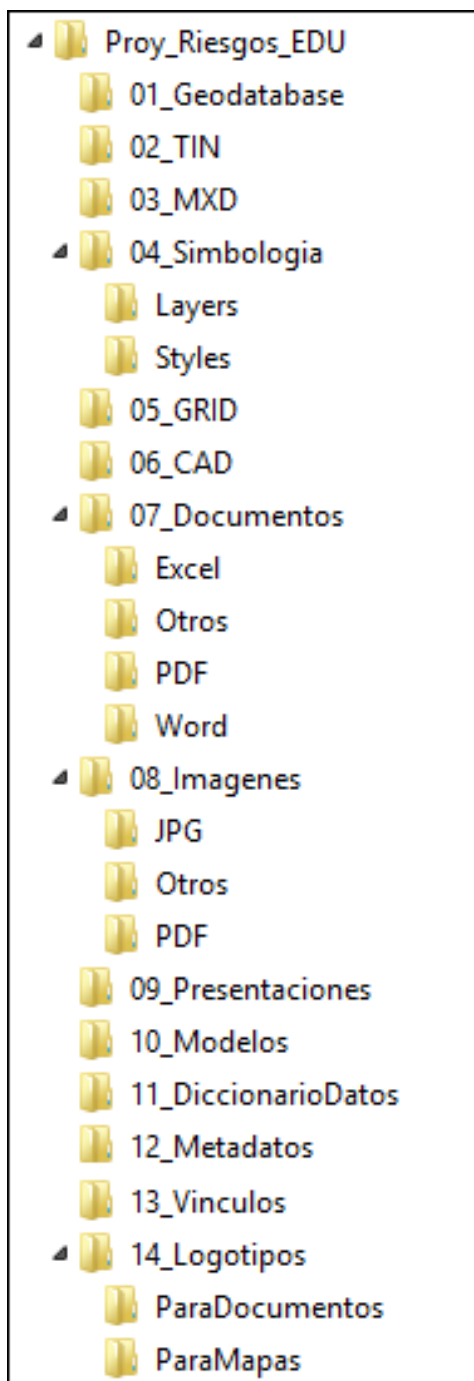 Proy_Riesgos_EDU
01_Geodatabase
02_TIN
03_MXD
04_Simbologia
Layers
Styles
05_GRID
06_CAD
07_Documentos
Excel
Otros
PDF
Word
08_Imagenes
JPG
Otros
PDF
09_Presentaciones
10_Modelos
11_DiccionarioDatos
12_Metadatos
13_Vinculos
14_Logotipos
ParaDocumentos
ParaMapas